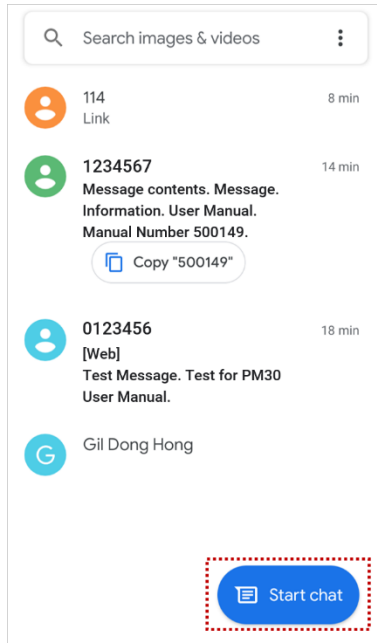 Search images & videos
114
8 min
Link
1234567
14 min
Message contents. Message.
Information. User Manual.
Manual Number 500149.
Copy "500149"
0123456
18 min
[Web]
Test Message. Test for PM30
User Manual.
G
Gil Dong Hong
Start chat